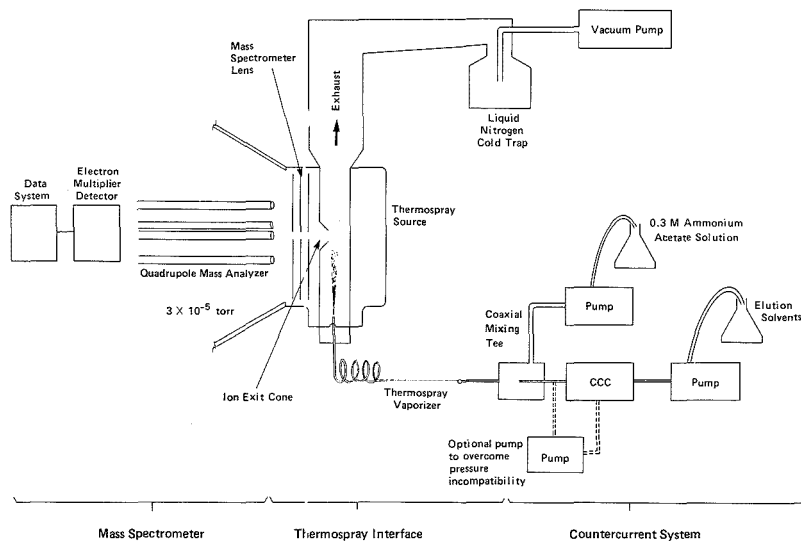 Mass
Spectrometer
Lens
Exhaust
Vacuum Pump
Liquid
Nitrogen
Cold Trap
Data
System
Electron
Multiplier
Detector
Thermospray
Source
0.3 M Ammonium
Acetate Solution
Quadrupole Mass Analyzer
3 × 10⁻⁵ torr
Pump
Elution
Solvents
Coaxial
Mixing
Tee
Ion Exit Cone
Thermospray
Vaporizer
CCC
Pump
Optional pump
to overcome
pressure
incompatibility
Pump
Mass Spectrometer
Thermospray Interface
Countercurrent System